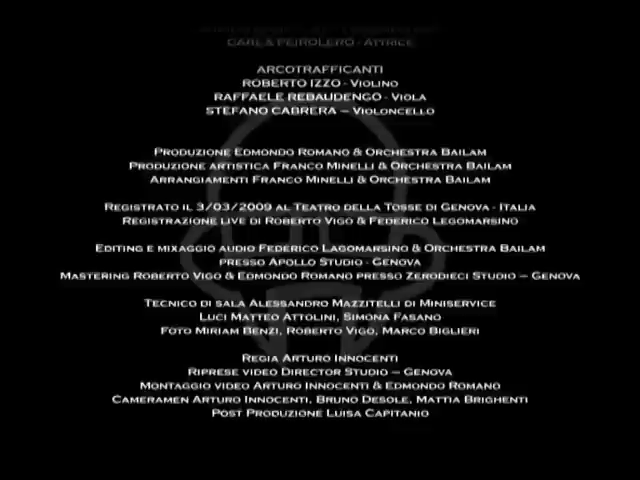 CARLA PEIROLERO - ATTRICE
ARCOTRAFFICANTI
ROBERTO IZZO - VIOLINO
RAFFAELE REBAUDENGO - VIOLA
STEFANO CABRERA – VIOLONCELLO
PRODUZIONE EDMONDO ROMANO & ORCHESTRA BAILAM
PRODUZIONE ARTISTICA FRANCO MINELLI & ORCHESTRA BAILAM
ARRANGIAMENTI FRANCO MINELLI & ORCHESTRA BAILAM
REGISTRATO IL 3/03/2009 AL TEATRO DELLA TOSSE DI GENOVA - ITALIA
REGISTRAZIONE LIVE DI ROBERTO VIGO & FEDERICO LEGOMARSINO
EDITING E MIXAGGIO AUDIO FEDERICO LAGOMARSINO & ORCHESTRA BAILAM
PRESSO APOLLO STUDIO - GENOVA
MASTERING ROBERTO VIGO & EDMONDO ROMANO PRESSO ZERODIECI STUDIO – GENOVA
TECNICO DI SALA ALESSANDRO MAZZITELLI DI MINISERVICE
LUCI MATTEO ATTOLINI, SIMONA FASANO
FOTO MIRIAM BENZI, ROBERTO VIGO, MARCO BIGLIERI
REGIA ARTURO INNOCENTI
RIPRESE VIDEO DIRECTOR STUDIO – GENOVA
MONTAGGIO VIDEO ARTURO INNOCENTI & EDMONDO ROMANO
CAMERAMEN ARTURO INNOCENTI, BRUNO DESOLE, MATTIA BRIGHENTI
POST PRODUZIONE LUISA CAPITANIO